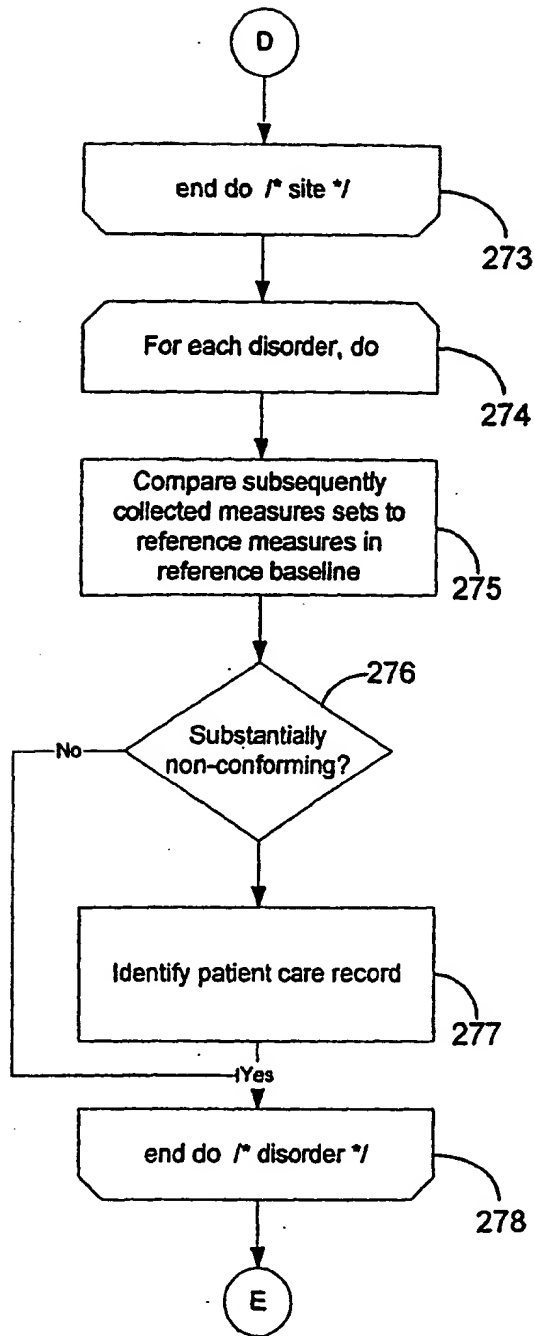 D
end do /* site */
273
For each disorder, do
274
Compare subsequently
collected measures sets to
reference measures in
reference baseline
275
276
Substantially
non-conforming?
No
Identify patient care record
277
Yes
end do /* disorder */
278
E